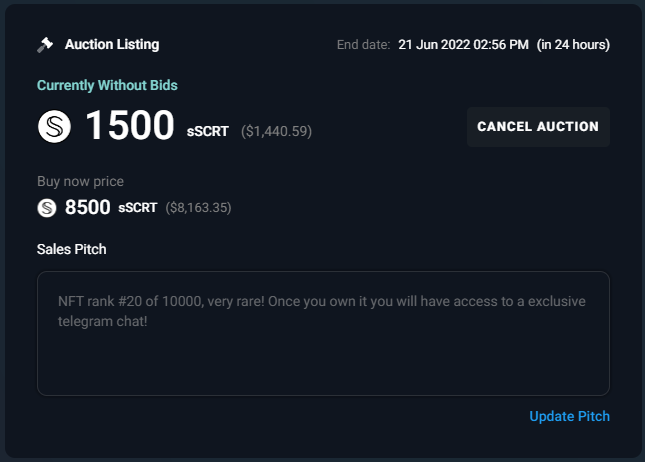 Auction Listing End date: 21 Jun 2022 02:56 PM (in 24 hours)
Currently Without Bids
1500 sSCRT ($1,440.59) CANCEL AUCTION
Buy now price
8500 sSCRT ($8,163.35)
Sales Pitch
NFT rank #20 of 10000, very rare! Once you own it you will have access to a exclusive
telegram chat!
Update Pitch